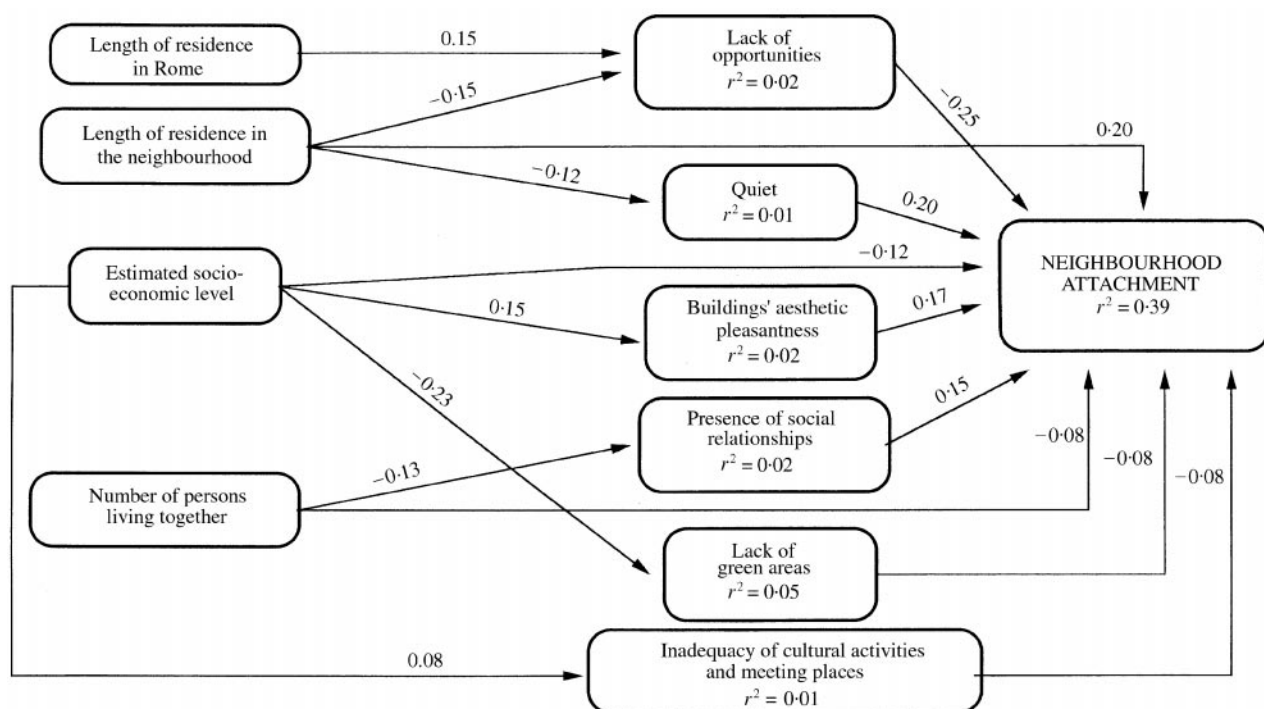 Length of residence
in Rome
0.15
Lack of
opportunities
r² = 0·02
−0·15
−0·25
Length of residence in
the neighbourhood
0·20
−0·12
Quiet
r² = 0·01
0·20
NEIGHBOURHOOD
ATTACHMENT
r² = 0·39
Estimated socio-
economic level
−0·12
0·15
Buildings' aesthetic
pleasantness
r² = 0·02
0·17
−0·23
Presence of social
relationships
r² = 0·02
0·15
−0·08
−0·08
−0·08
Number of persons
living together
−0·13
Lack of
green areas
r² = 0·05
0.08
Inadequacy of cultural activities
and meeting places
r² = 0·01